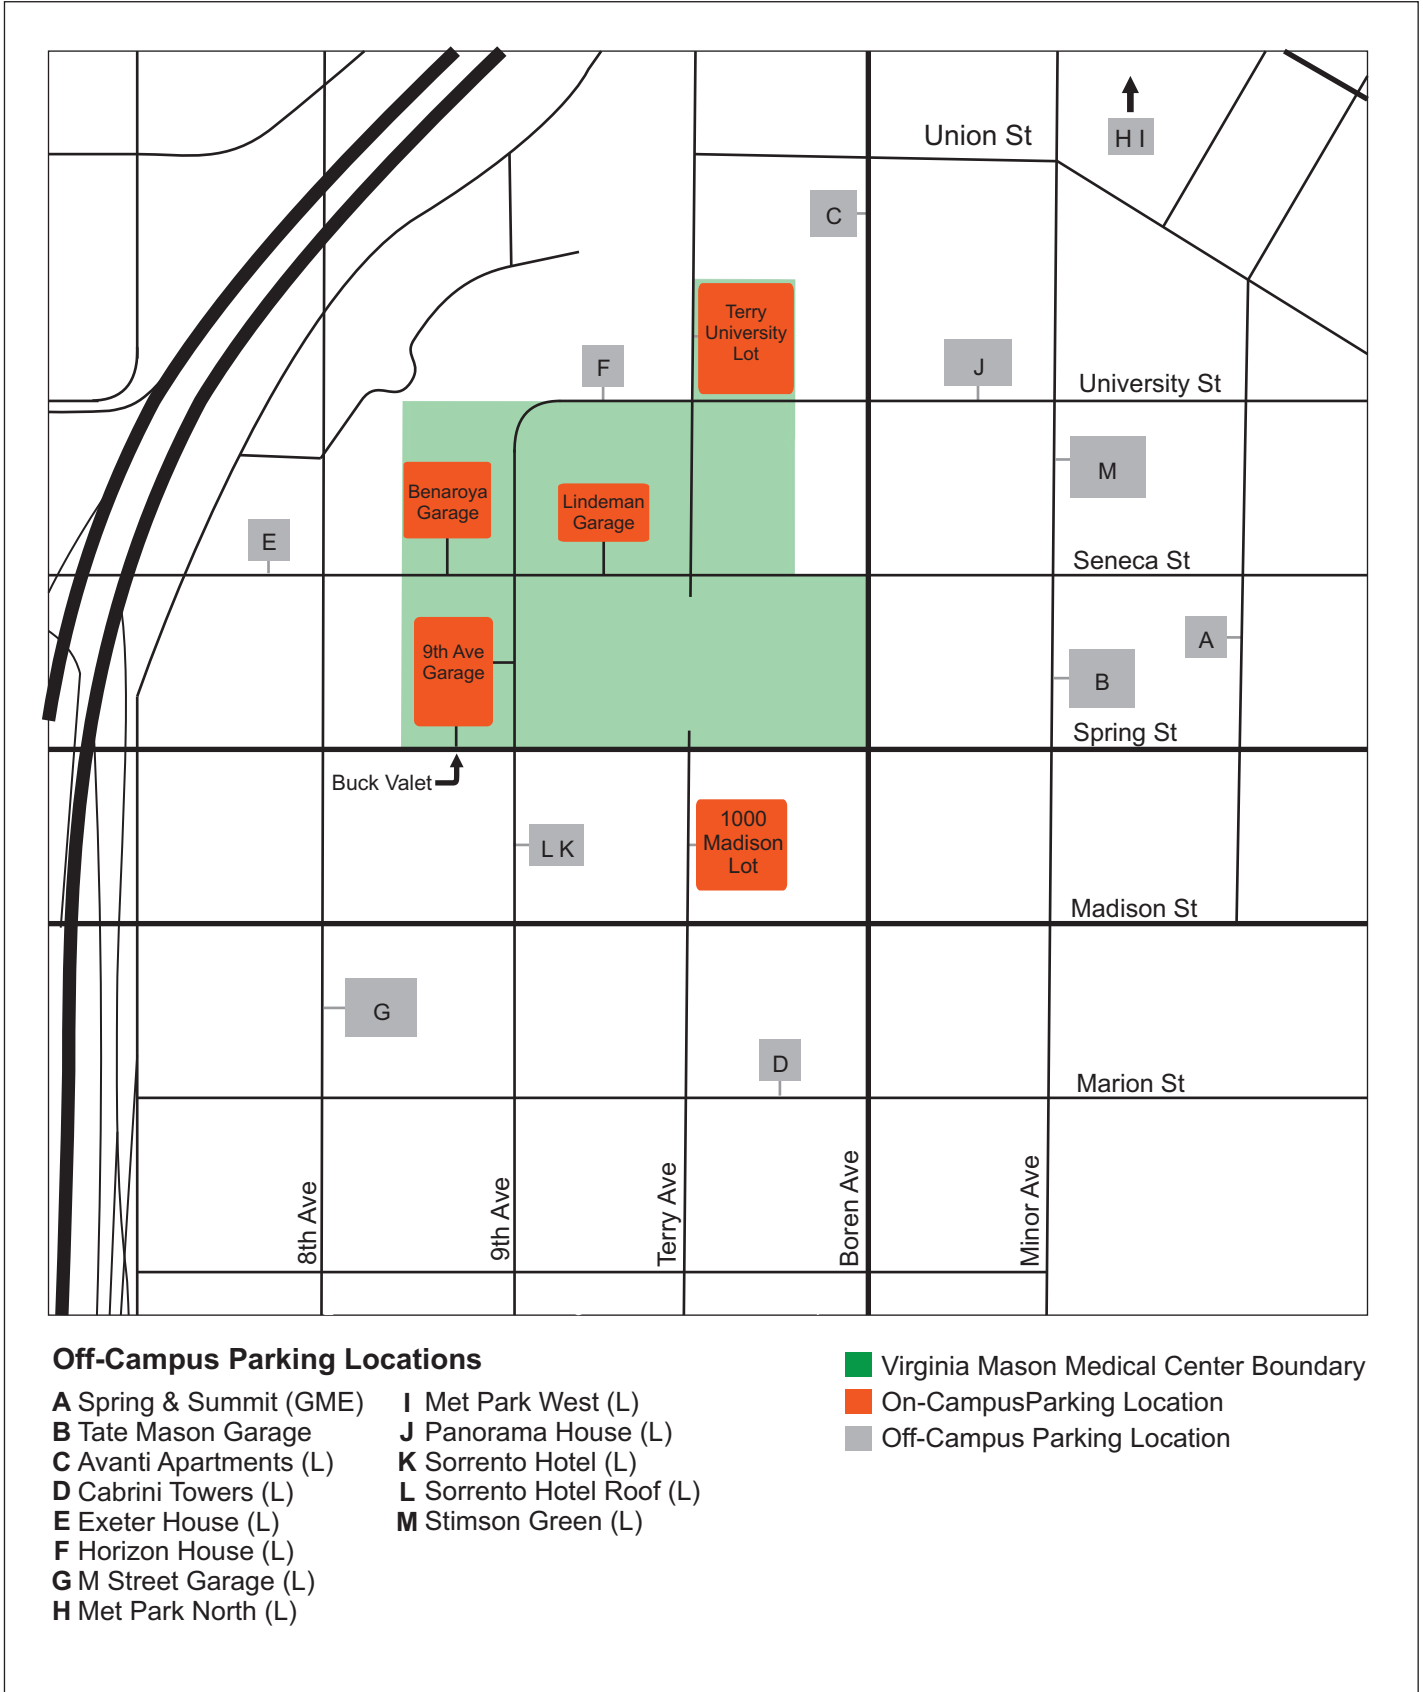 Union St
H I
C
Terry
University
Lot
F
J
University St
M
Benaroya
Garage
Lindeman
Garage
E
Seneca St
A
9th Ave
Garage
B
Spring St
Buck Valet
L K
1000
Madison
Lot
Madison St
G
D
Marion St
8th Ave
9th Ave
Terry Ave
Boren Ave
Minor Ave
Off-Campus Parking Locations
A Spring & Summit (GME)
B Tate Mason Garage
C Avanti Apartments (L)
D Cabrini Towers (L)
E Exeter House (L)
F Horizon House (L)
G M Street Garage (L)
H Met Park North (L)
I Met Park West (L)
J Panorama House (L)
K Sorrento Hotel (L)
L Sorrento Hotel Roof (L)
M Stimson Green (L)
Virginia Mason Medical Center Boundary
On-CampusParking Location
Off-Campus Parking Location